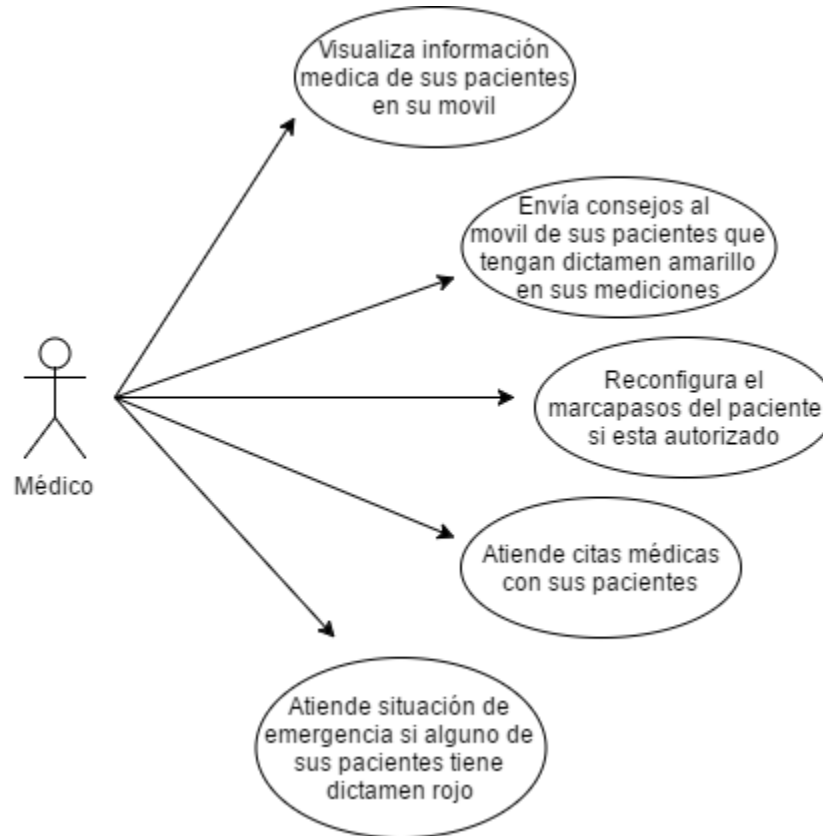 Visualiza información
medica de sus pacientes
en su movil
Envía consejos al
movil de sus pacientes que
tengan dictamen amarillo
en sus mediciones
Reconfigura el
marcapasos del paciente
si esta autorizado
Médico
Atiende citas médicas
con sus pacientes
Atiende situación de
emergencia si alguno de
sus pacientes tiene
dictamen rojo